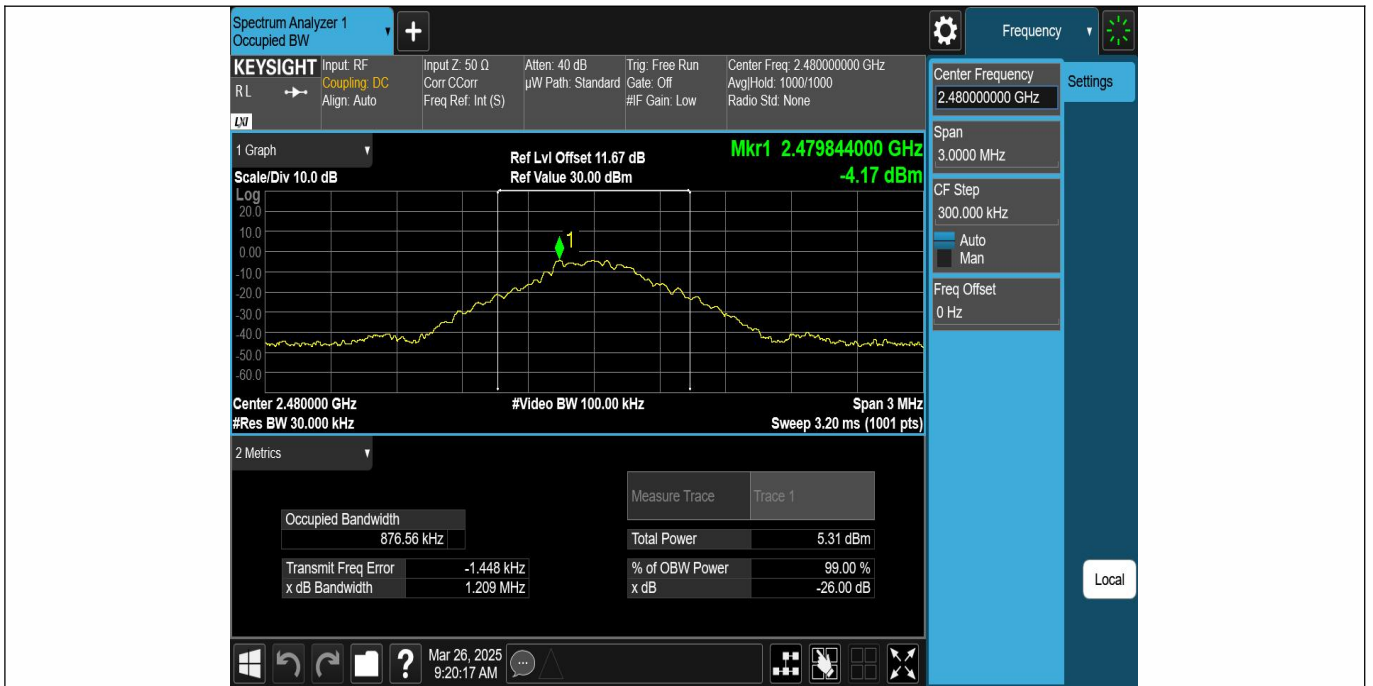 Spectrum Analyzer 1
Occupied BW
+
Frequency
KEYSIGHT
RL
LXI
Input: RF
Coupling: DC
Align: Auto
Input Z: 50 Ω
Corr CCorr
Freq Ref: Int (S)
Atten: 40 dB
µW Path: Standard
Trig: Free Run
Gate: Off
#IF Gain: Low
Center Freq: 2.480000000 GHz
Avg|Hold: 1000/1000
Radio Std: None
Center Frequency
2.480000000 GHz
Settings
Span
3.0000 MHz
CF Step
300.000 kHz
Auto
Man
Freq Offset
0 Hz
Local
1 Graph
Scale/Div 10.0 dB
Ref Lvl Offset 11.67 dB
Ref Value 30.00 dBm
Mkr1 2.479844000 GHz
-4.17 dBm
Log
20.0
10.0
0.00
-10.0
-20.0
-30.0
-40.0
-50.0
-60.0
1
Center 2.480000 GHz
#Video BW 100.00 kHz
Span 3 MHz
#Res BW 30.000 kHz
Sweep 3.20 ms (1001 pts)
2 Metrics
Measure Trace Trace 1
Occupied Bandwidth
876.56 kHz
Total Power 5.31 dBm
Transmit Freq Error -1.448 kHz
% of OBW Power 99.00 %
x dB Bandwidth 1.209 MHz
x dB -26.00 dB
?
Mar 26, 2025
9:20:17 AM